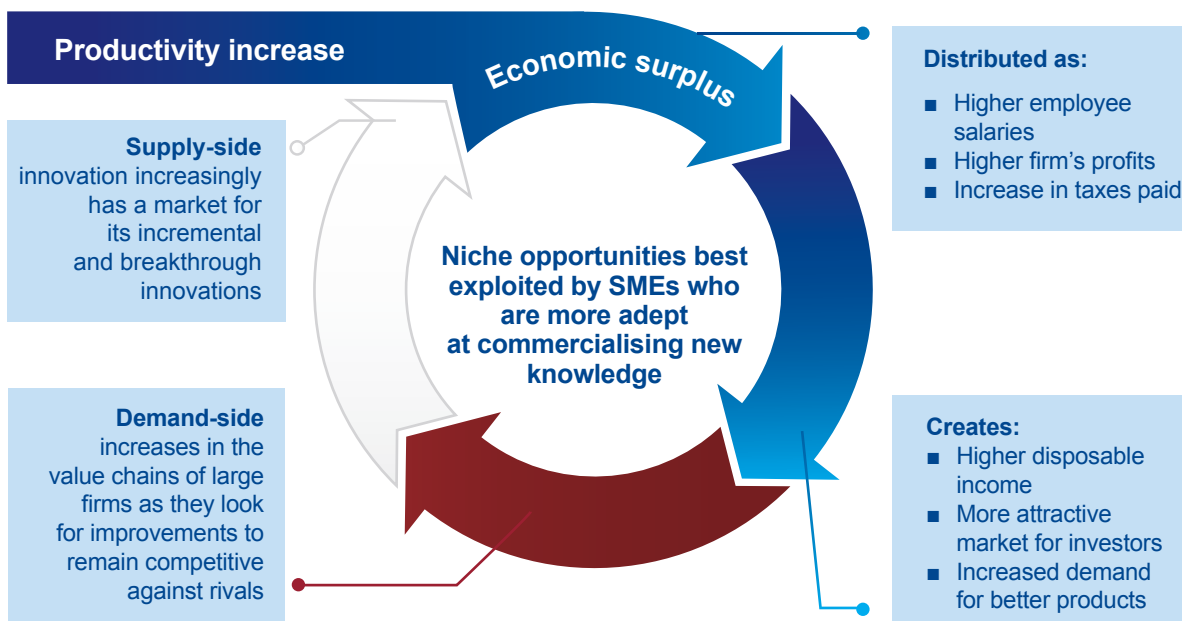 Productivity increase
Economic surplus
Distributed as:
■ Higher employee
salaries
■ Higher firm's profits
■ Increase in taxes paid
Supply-side
innovation increasingly
has a market for
its incremental
and breakthrough
innovations
Niche opportunities best
exploited by SMEs who
are more adept
at commercialising new
knowledge
Demand-side
increases in the
value chains of large
firms as they look
for improvements to
remain competitive
against rivals
Creates:
■ Higher disposable
income
■ More attractive
market for investors
■ Increased demand
for better products